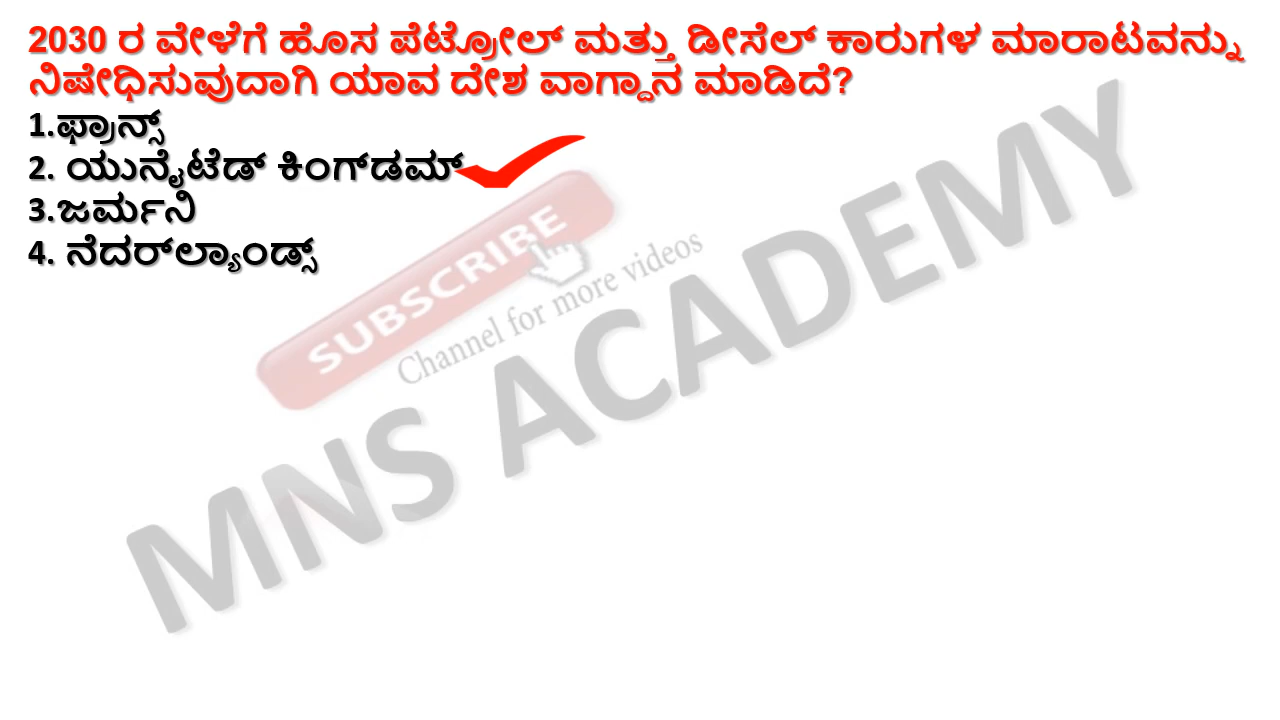 2030 ರ ವೇಳೆಗೆ ಹೊಸ ಪೆಟ್ರೋಲ್ ಮತ್ತು ಡೀಸೆಲ್ ಕಾರುಗಳ ಮಾರಾಟವನ್ನು
ನಿಷೇಧಿಸುವುದಾಗಿ ಯಾವ ದೇಶ ವಾಗ್ದಾನ ಮಾಡಿದೆ?
1.ಫ್ರಾನ್ಸ್
2. ಯುನೈಟೆಡ್ ಕಿಂಗ್‌ಡಮ್
3.ಜರ್ಮನಿ
4. ನೆದರ್‌ಲ್ಯಾಂಡ್ಸ್
SUBSCRIBE
Channel for more videos
MNS ACADEMY